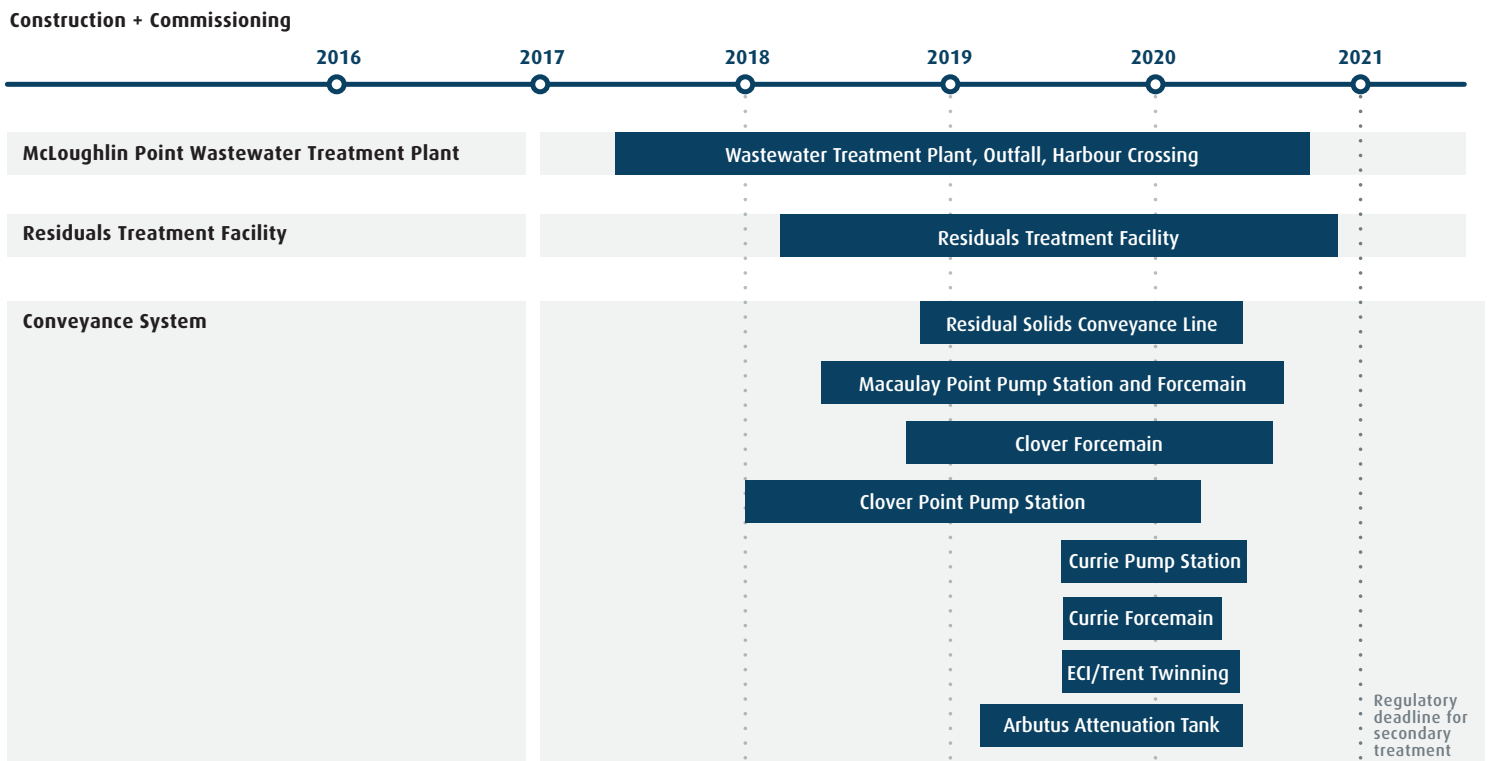 Construction + Commissioning
2016 2017 2018 2019 2020 2021
McLoughlin Point Wastewater Treatment Plant
Wastewater Treatment Plant, Outfall, Harbour Crossing
Residuals Treatment Facility
Residuals Treatment Facility
Conveyance System
Residual Solids Conveyance Line
Macaulay Point Pump Station and Forcemain
Clover Forcemain
Clover Point Pump Station
Currie Pump Station
Currie Forcemain
ECI/Trent Twinning
Arbutus Attenuation Tank
Regulatory
deadline for
secondary
treatment